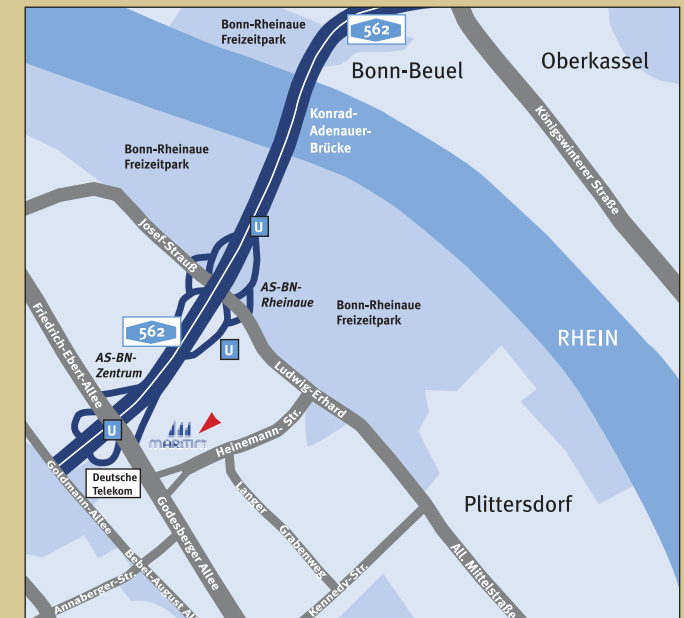 Bonn-Rheinaue
Freizeitpark
562
Bonn-Beuel
Oberkassel
Konrad-
Adenauer-
Brücke
Königswinterer Straße
Bonn-Rheinaue
Freizeitpark
Josef-Strauß
U
AS-BN-
Rheinaue
Bonn-Rheinaue
Freizeitpark
562
RHEIN
Friedrich-Ebert-Allee
AS-BN-
Zentrum
U
Ludwig-Erhard
U
MARITIM
Heinemann-Str.
Deutsche
Telekom
Goldmann-Allee
Godesberger Allee
Langer
Grabenweg
Plittersdorf
All. Mittelstraße
Kennedy-Str.
Annaberger-Str.
Bebel-August Al